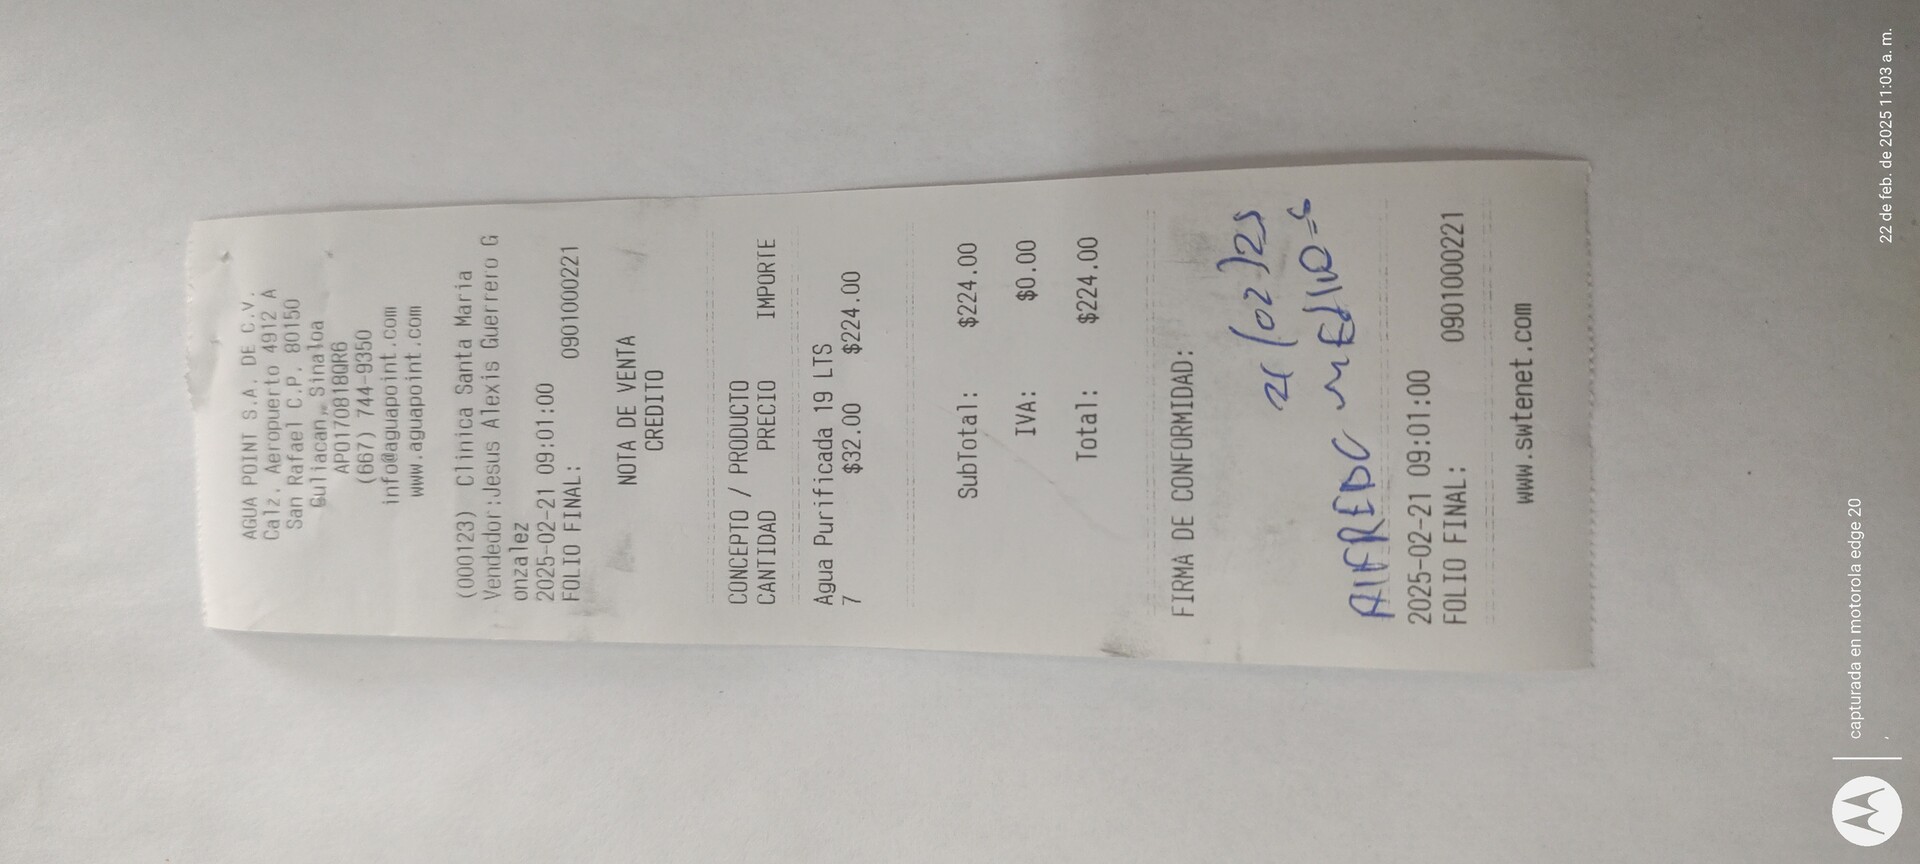 AGUA POINT S.A. DE C.V.
Calz. Aeropuerto 4912 A
San Rafael C.P. 80150
Culiacan, Sinaloa
APO170818QR6
(667) 744-9350
info@aguapoint.com
www.aguapoint.com
(000123) Clinica Santa Maria
Vendedor:Jesus Alexis Guerrero G
onzalez
2025-02-21 09:01:00
FOLIO FINAL: 0901000221
NOTA DE VENTA
CREDITO
CONCEPTO / PRODUCTO
CANTIDAD PRECIO IMPORTE
Agua Purificada 19 LTS
7 $32.00 $224.00
SubTotal: $224.00
IVA: $0.00
Total: $224.00
FIRMA DE CONFORMIDAD:
21/02/25
AlFREDO
2025-02-21 09:01:00
FOLIO FINAL: 0901000221
www.swtenet.com
capturada en motorola edge 20
22 de feb. de 2025 11:03 a. m.